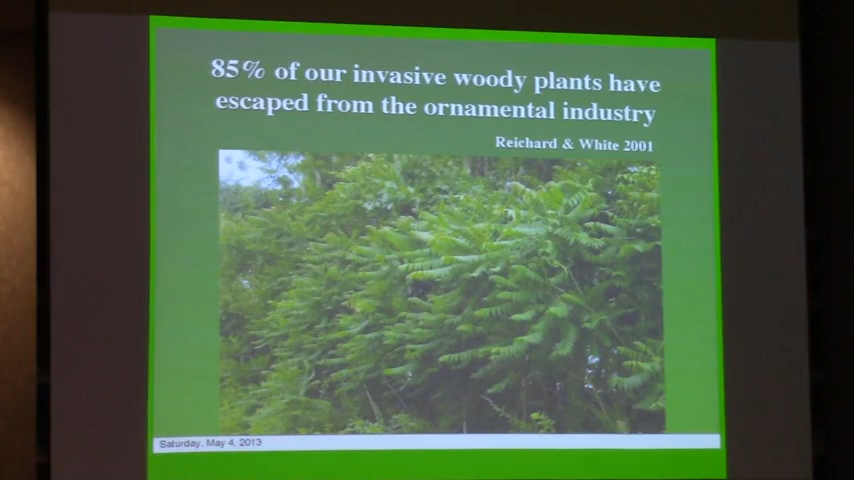 85% of our invasive woody plants have
escaped from the ornamental industry
Reichard & White 2001
Saturday, May 4, 2013